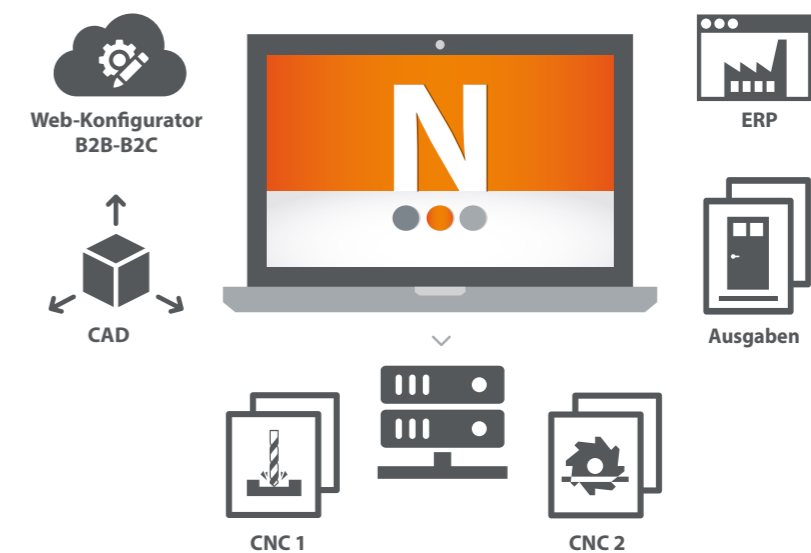 N
Web-Konfigurator
B2B-B2C
ERP
CAD
Ausgaben
CNC 1
CNC 2